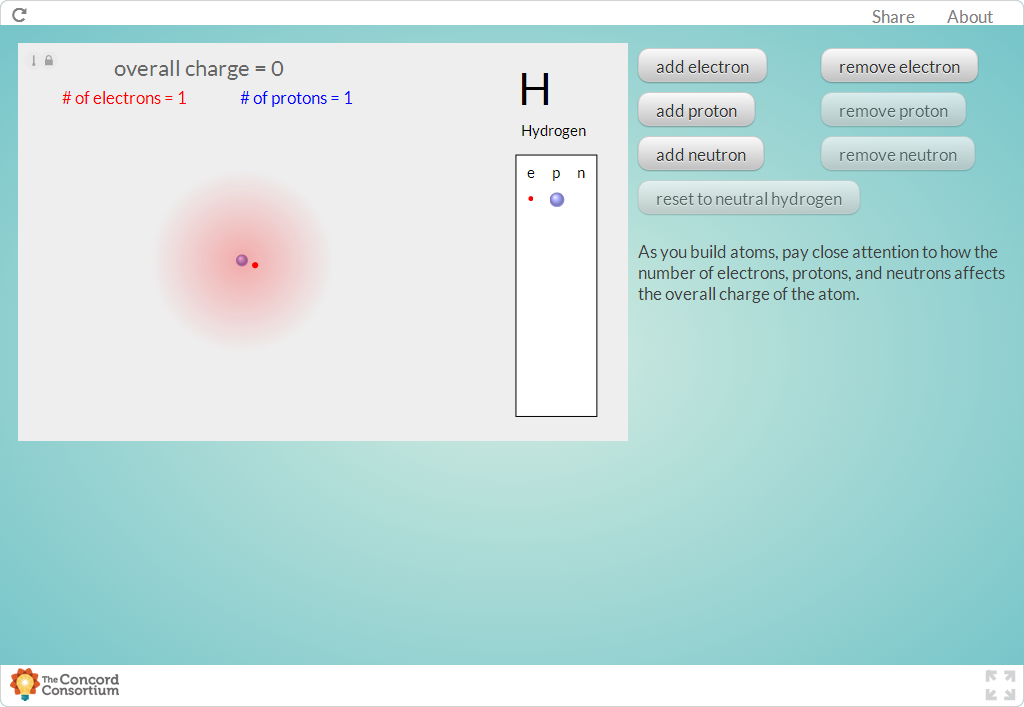 Share About
overall charge = 0
# of electrons = 1 # of protons = 1
H
Hydrogen
e p n
add electron remove electron
add proton remove proton
add neutron remove neutron
reset to neutral hydrogen
As you build atoms, pay close attention to how the
number of electrons, protons, and neutrons affects
the overall charge of the atom.
The Concord
Consortium